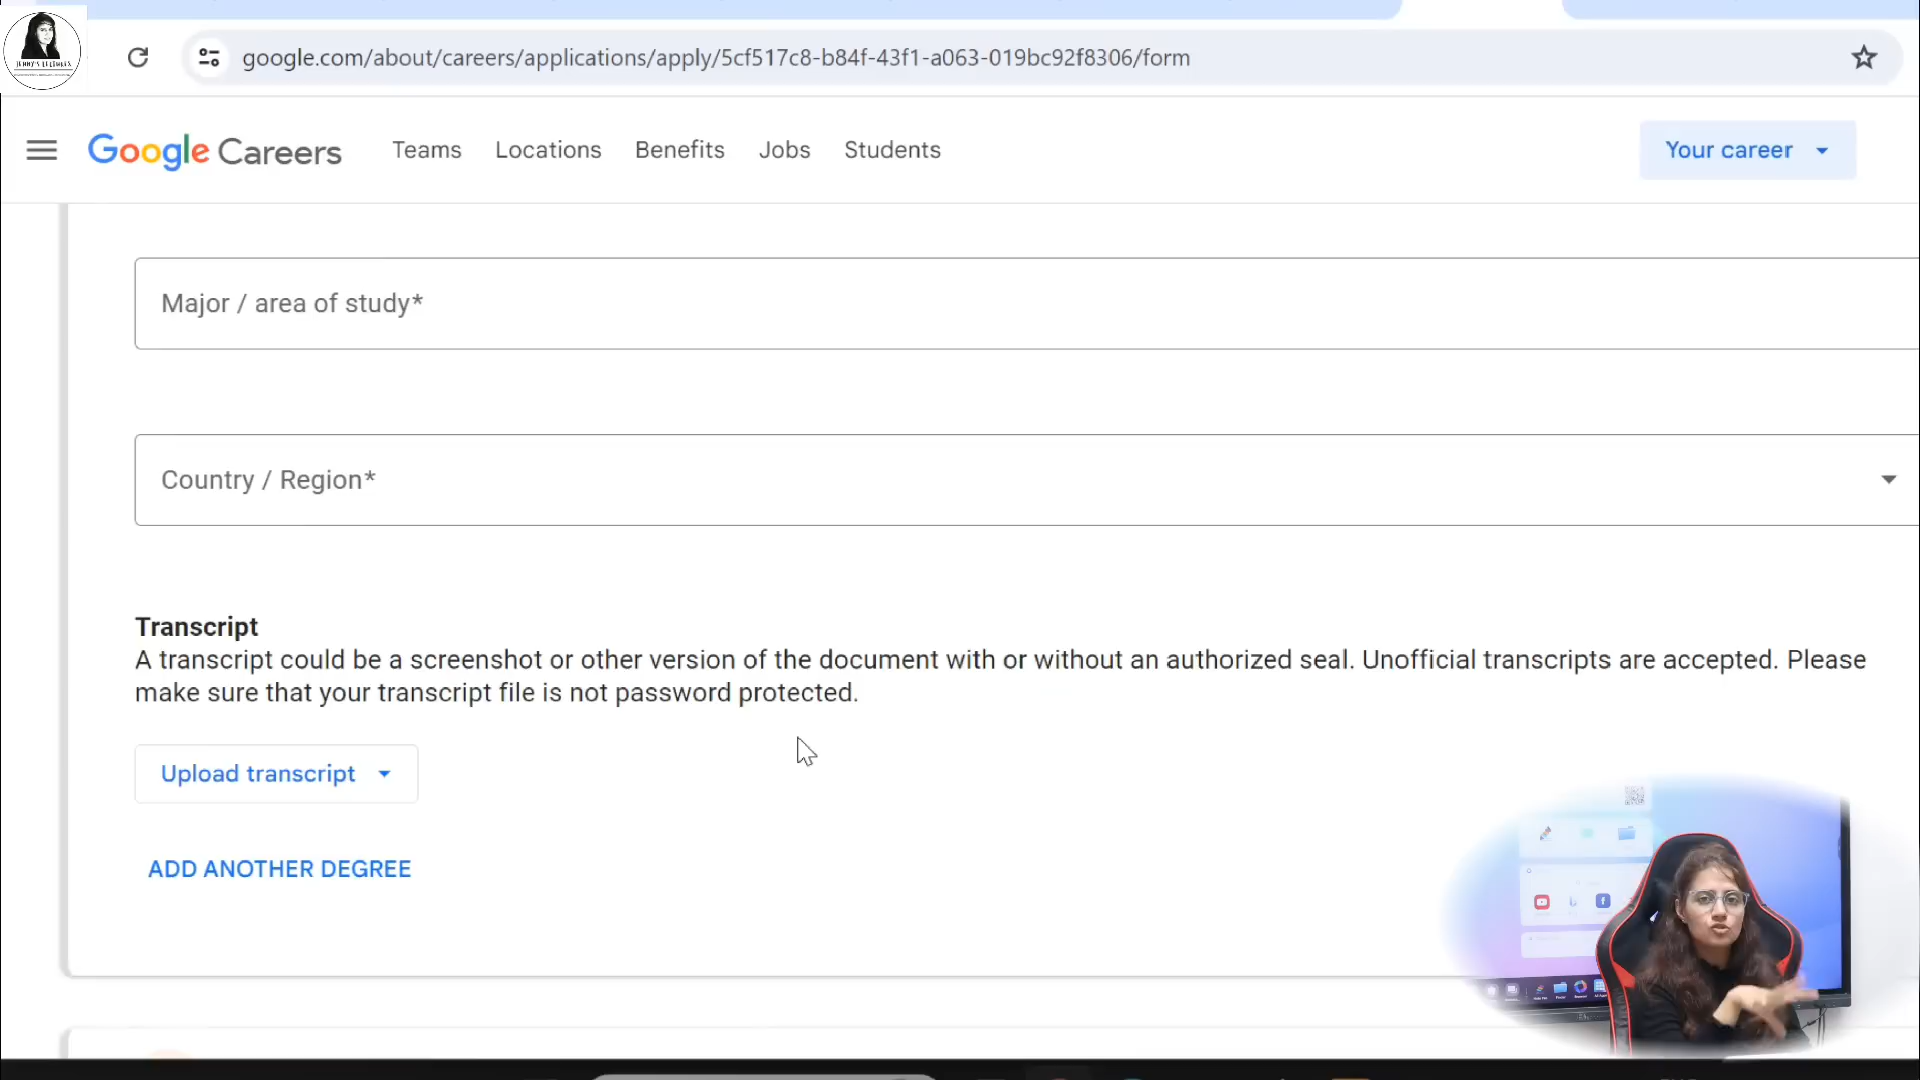 JENNY'S LECTURES
google.com/about/careers/applications/apply/5cf517c8-b84f-43f1-a063-019bc92f8306/form
Google Careers
Teams
Locations
Benefits
Jobs
Students
Your career
Major / area of study*
Country / Region*
Transcript
A transcript could be a screenshot or other version of the document with or without an authorized seal. Unofficial transcripts are accepted. Please
make sure that your transcript file is not password protected.
Upload transcript
ADD ANOTHER DEGREE